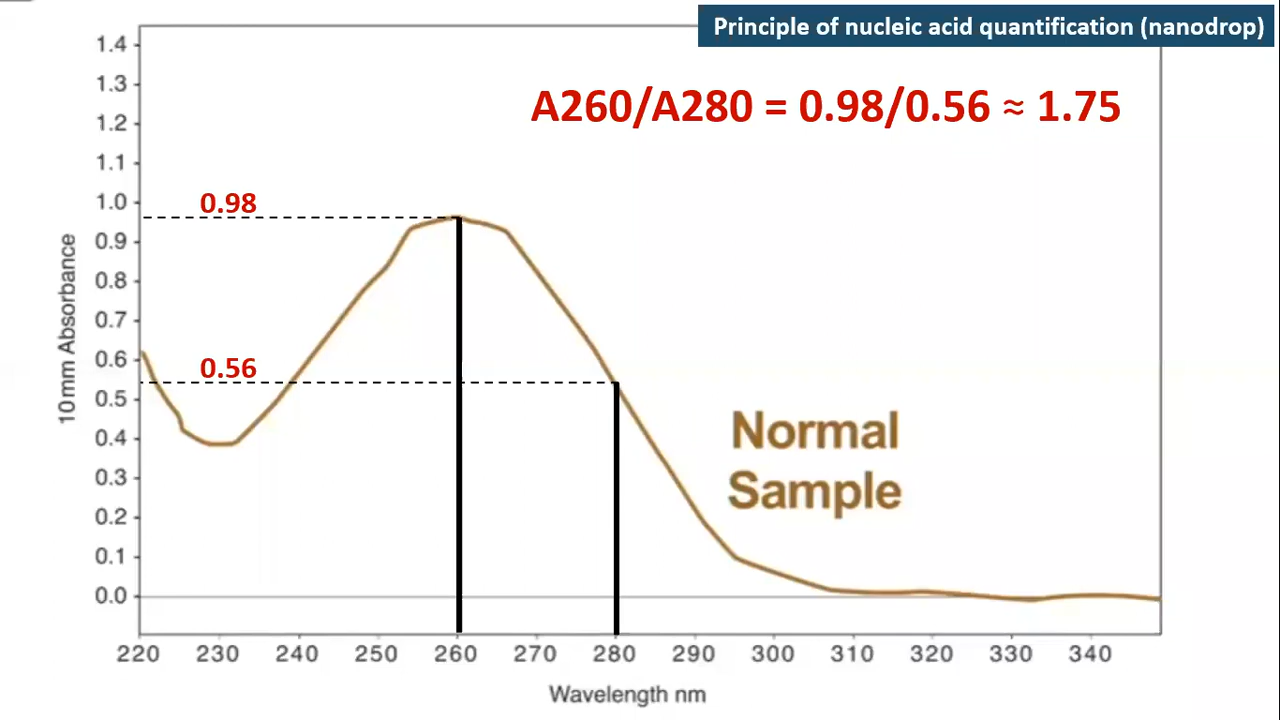 Principle of nucleic acid quantification (nanodrop)
A260/A280 = 0.98/0.56 ≈ 1.75
1.4
1.3
1.2
1.1
1.0
0.9
0.8
0.7
0.6
0.5
0.4
0.3
0.2
0.1
0.0
10mm Absorbance
0.98
0.56
Normal
Sample
220 230 240 250 260 270 280 290 300 310 320 330 340
Wavelength nm